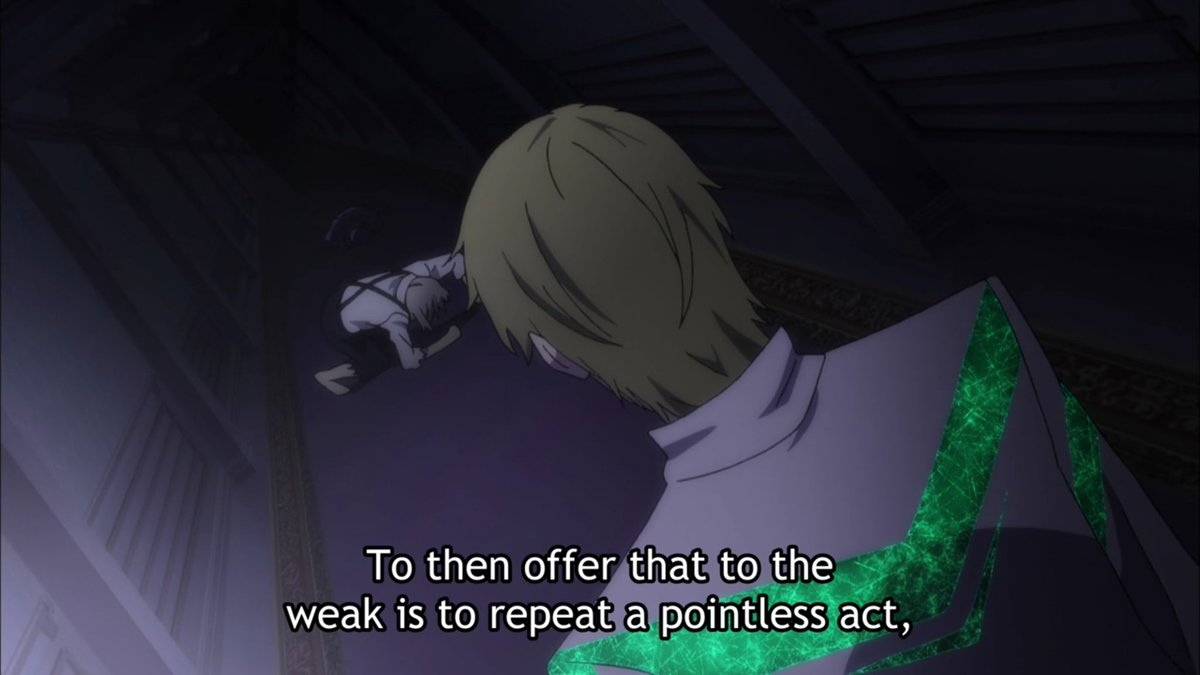 To then offer that to the
weak is to repeat a pointless act,